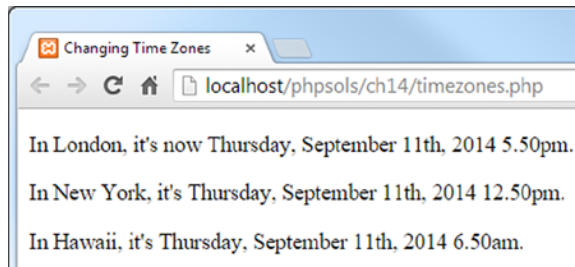 Changing Time Zones
localhost/phpsols/ch14/timezones.php
In London, it's now Thursday, September 11th, 2014 5.50pm.
In New York, it's Thursday, September 11th, 2014 12.50pm.
In Hawaii, it's Thursday, September 11th, 2014 6.50am.